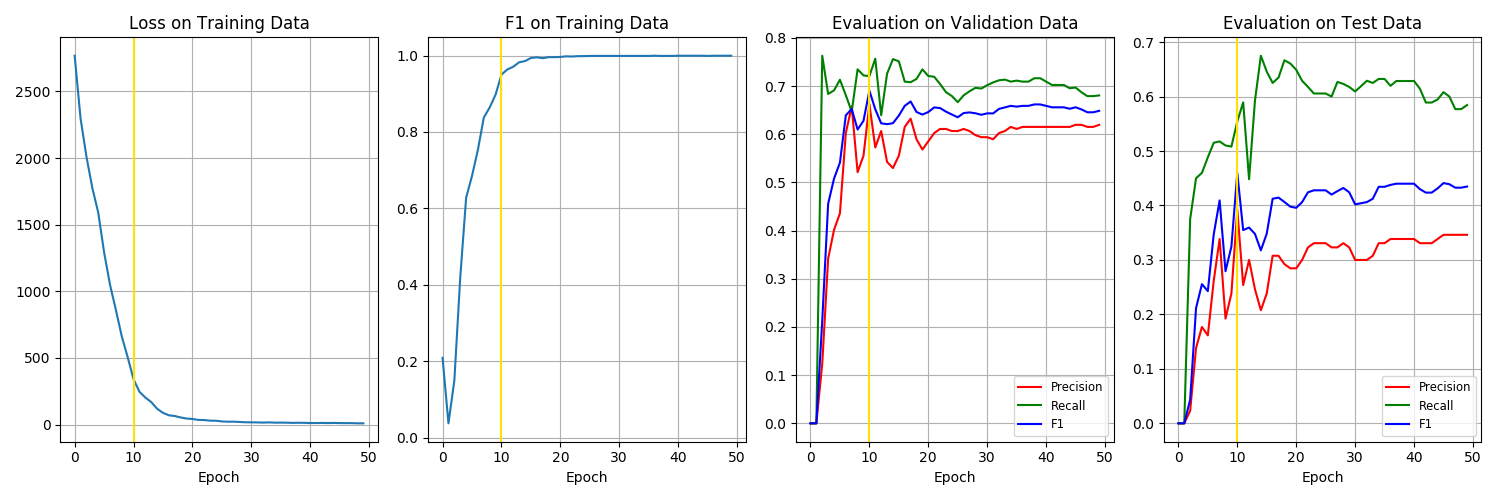 Loss on Training Data
2500
2000
1500
1000
500
0
0 10 20 30 40 50
Epoch
F1 on Training Data
1.0
0.8
0.6
0.4
0.2
0.0
0 10 20 30 40 50
Epoch
Evaluation on Validation Data
0.8
0.7
0.6
0.5
0.4
0.3
0.2
0.1
0.0
Precision
Recall
F1
0 10 20 30 40 50
Epoch
Evaluation on Test Data
0.7
0.6
0.5
0.4
0.3
0.2
0.1
0.0
Precision
Recall
F1
0 10 20 30 40 50
Epoch